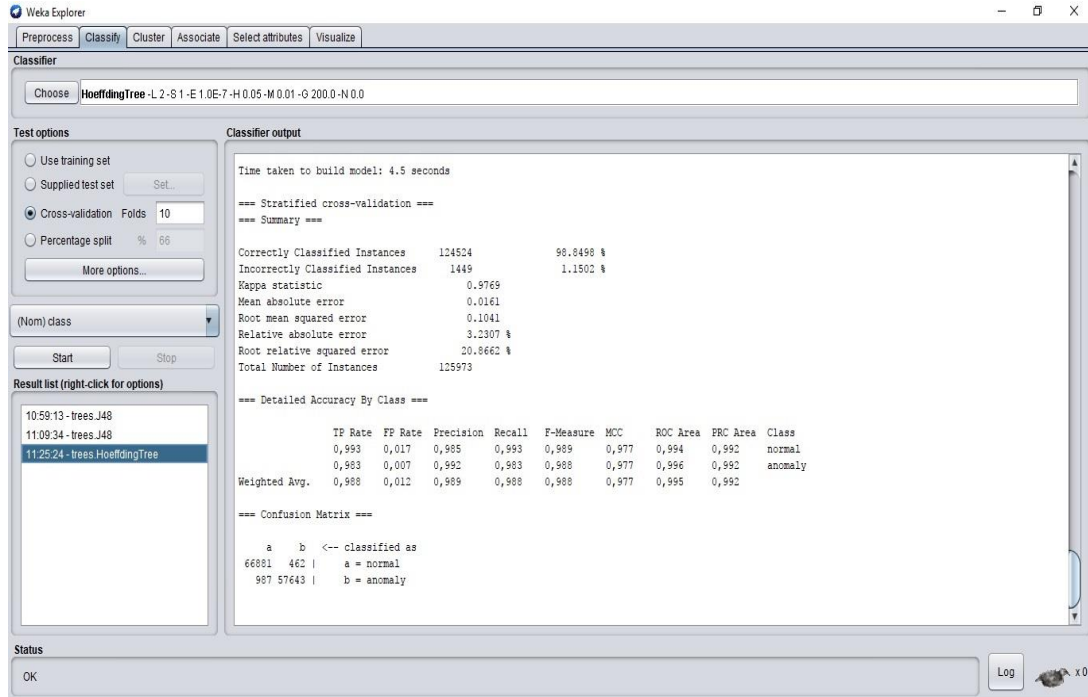 Weka Explorer
Preprocess Classify Cluster Associate Select attributes Visualize
Classifier
Choose HoeffdingTree -L 2 -S 1 -E 1.0E-7 -H 0.05 -M 0.01 -G 200.0 -N 0.0
Test options
Use training set
Supplied test set Set...
Cross-validation Folds 10
Percentage split % 66
More options...
(Nom) class
Start Stop
Result list (right-click for options)
10:59:13 - trees.J48
11:09:34 - trees.J48
11:25:24 - trees.HoeffdingTree
Classifier output
Time taken to build model: 4.5 seconds
=== Stratified cross-validation ===
=== Summary ===
Correctly Classified Instances 124524 98.8498 %
Incorrectly Classified Instances 1449 1.1502 %
Kappa statistic 0.9769
Mean absolute error 0.0161
Root mean squared error 0.1041
Relative absolute error 3.2307 %
Root relative squared error 20.8662 %
Total Number of Instances 125973
=== Detailed Accuracy By Class ===
TP Rate FP Rate Precision Recall F-Measure MCC ROC Area PRC Area Class
0,993 0,017 0,985 0,993 0,989 0,977 0,994 0,992 normal
0,983 0,007 0,992 0,983 0,988 0,977 0,996 0,992 anomaly
Weighted Avg. 0,988 0,012 0,989 0,988 0,988 0,977 0,995 0,992
=== Confusion Matrix ===
a b <-- classified as
66881 462 | a = normal
987 57643 | b = anomaly
Status
OK
Log x 0